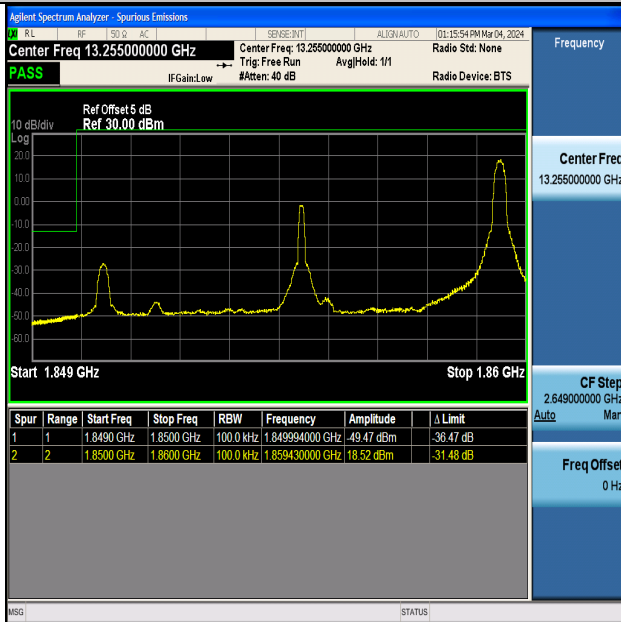 Agilent Spectrum Analyzer - Spurious Emissions
RL RF 50 Ω AC SENSE:INT ALIGN AUTO 01:15:54 PM Mar 04, 2024
Center Freq 13.255000000 GHz Center Freq: 13.255000000 GHz Radio Std: None Frequency
Trig: Free Run Avg|Hold: 1/1
PASS IFGain:Low #Atten: 40 dB Radio Device: BTS
Ref Offset 5 dB
10 dB/div Ref 30.00 dBm
Log
20.0
10.0
0.00
-10.0
-20.0
-30.0
-40.0
-50.0
-60.0
Start 1.849 GHz Stop 1.86 GHz
Center Freq
13.255000000 GHz
CF Step
2.649000000 GHz
Auto Man
Freq Offset
0 Hz
Spur Range Start Freq Stop Freq RBW Frequency Amplitude Δ Limit
1 1 1.8490 GHz 1.8500 GHz 100.0 kHz 1.849994000 GHz -49.47 dBm -36.47 dB
2 2 1.8500 GHz 1.8600 GHz 100.0 kHz 1.859430000 GHz 18.52 dBm -31.48 dB
MSG STATUS